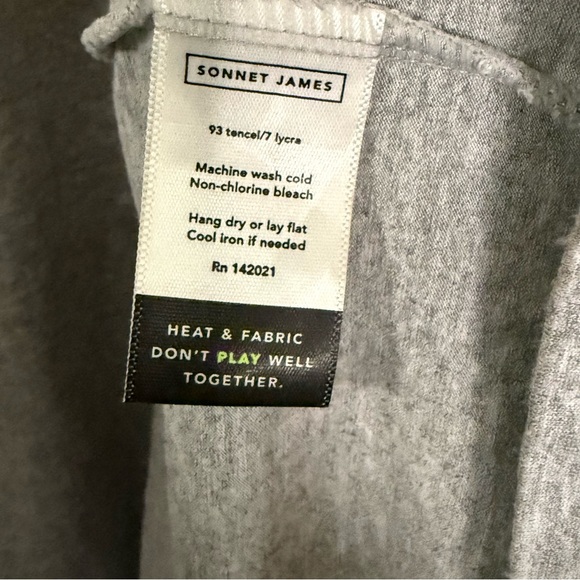 SONNET JAMES
93 tencel/7 lycra
Machine wash cold
Non-chlorine bleach
Hang dry or lay flat
Cool iron if needed
Rn 142021
HEAT & FABRIC
DON'T PLAY WELL
TOGETHER.